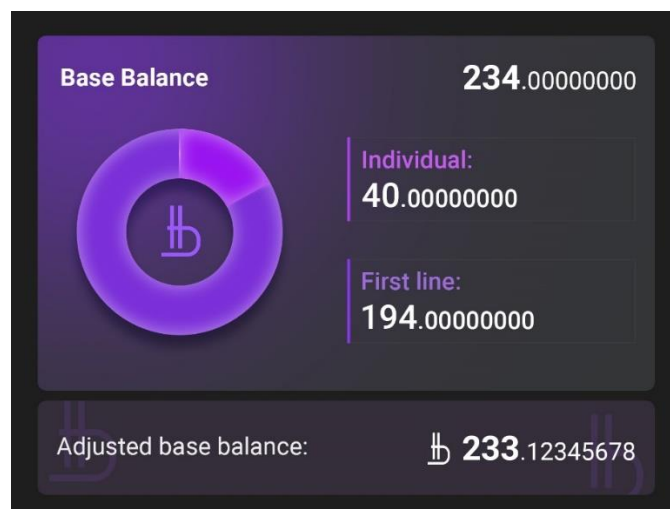 Base Balance 234.00000000
Individual:
40.00000000
First line:
194.00000000
Adjusted base balance: 233.12345678